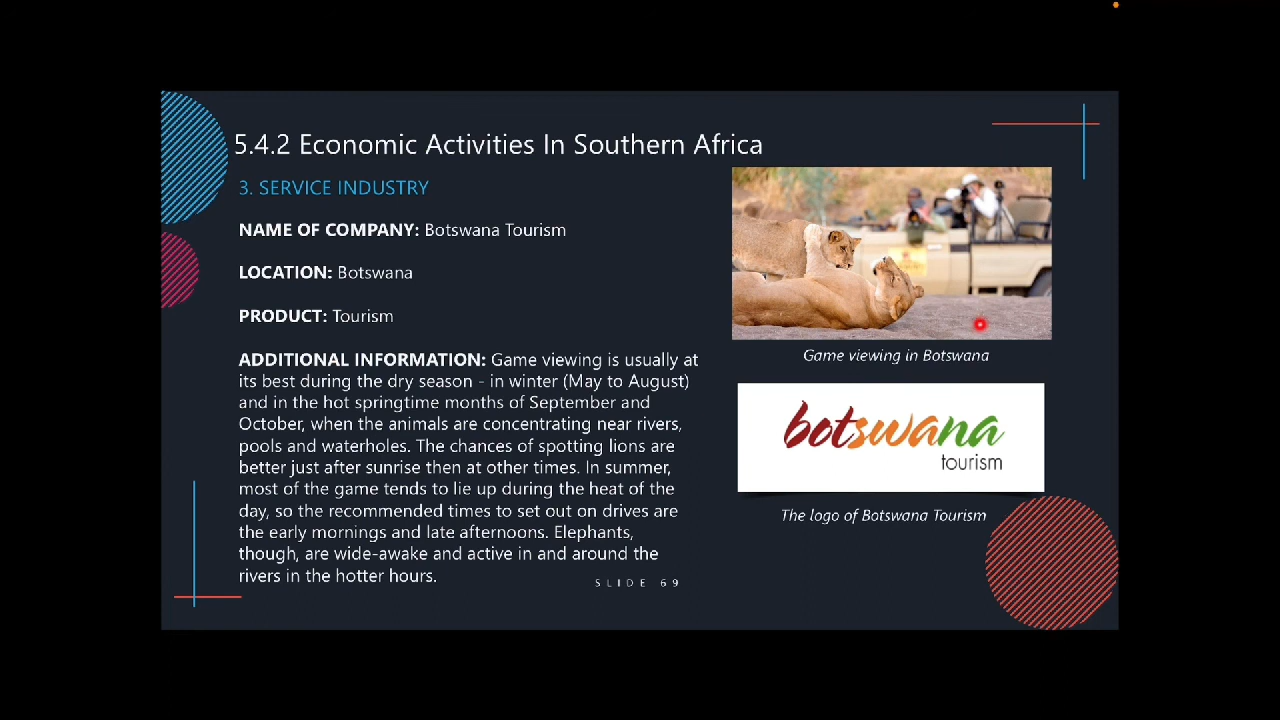 5.4.2 Economic Activities In Southern Africa
3. SERVICE INDUSTRY
NAME OF COMPANY: Botswana Tourism
LOCATION: Botswana
PRODUCT: Tourism
ADDITIONAL INFORMATION: Game viewing is usually at
its best during the dry season - in winter (May to August)
and in the hot springtime months of September and
October, when the animals are concentrating near rivers,
pools and waterholes. The chances of spotting lions are
better just after sunrise then at other times. In summer,
most of the game tends to lie up during the heat of the
day, so the recommended times to set out on drives are
the early mornings and late afternoons. Elephants,
though, are wide-awake and active in and around the
rivers in the hotter hours.
Game viewing in Botswana
botswana
tourism
The logo of Botswana Tourism
SLIDE 69